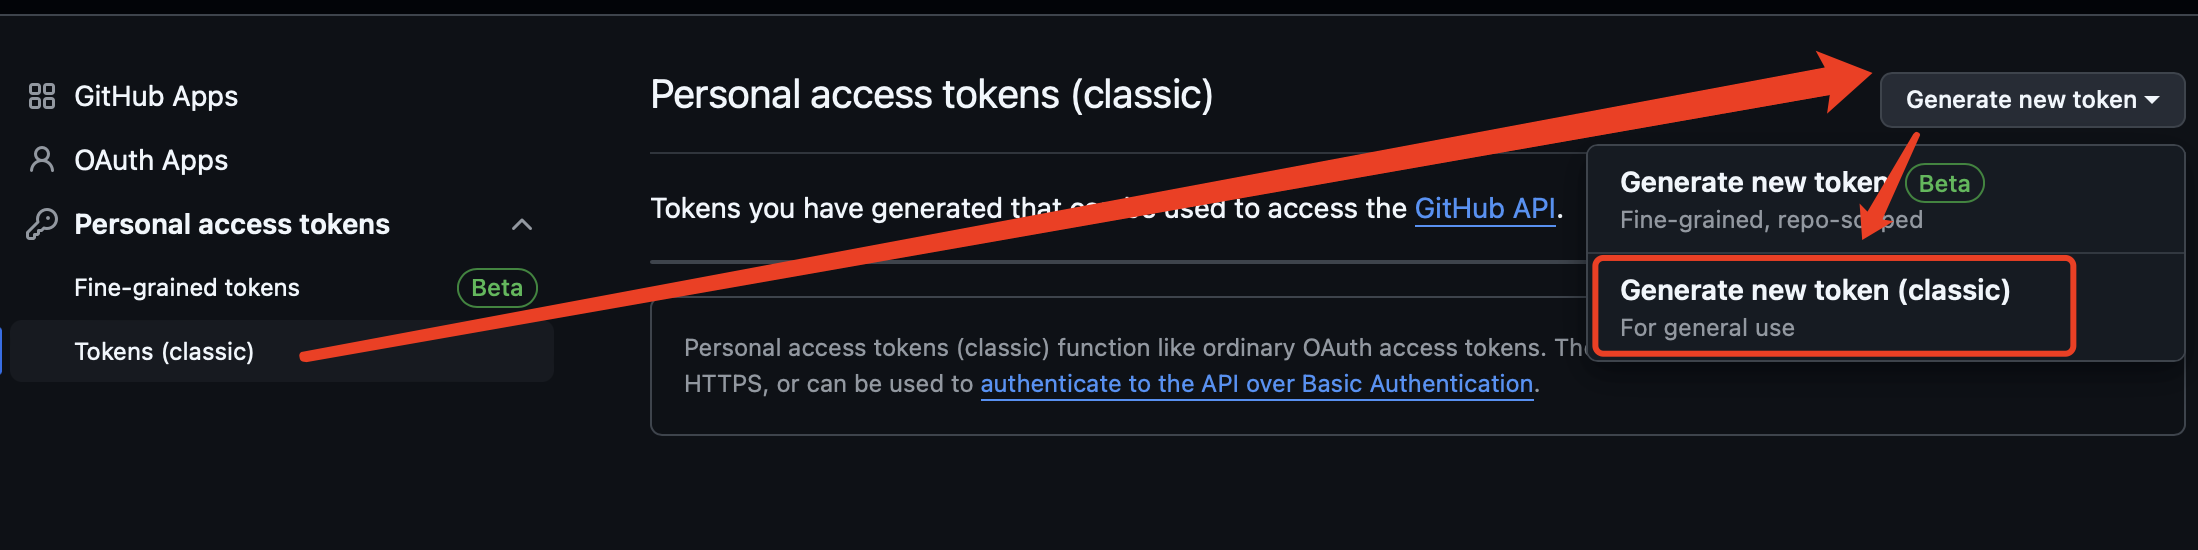 GitHub Apps
OAuth Apps
Personal access tokens
Fine-grained tokens Beta
Tokens (classic)
Personal access tokens (classic)
Generate new token
Tokens you have generated that can be used to access the GitHub API.
Generate new token Beta
Fine-grained, repo-scoped
Generate new token (classic)
For general use
Personal access tokens (classic) function like ordinary OAuth access tokens.
HTTPS, or can be used to authenticate to the API over Basic Authentication.